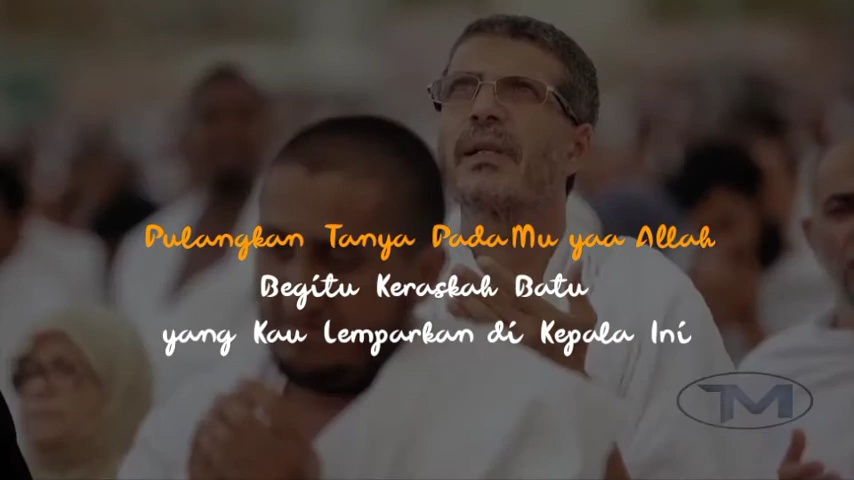 Pulangkan Tanya PadaMu yaa Allah
Begitu Keraskah Batu
yang Kau Lemparkan di Kepala Ini
TM